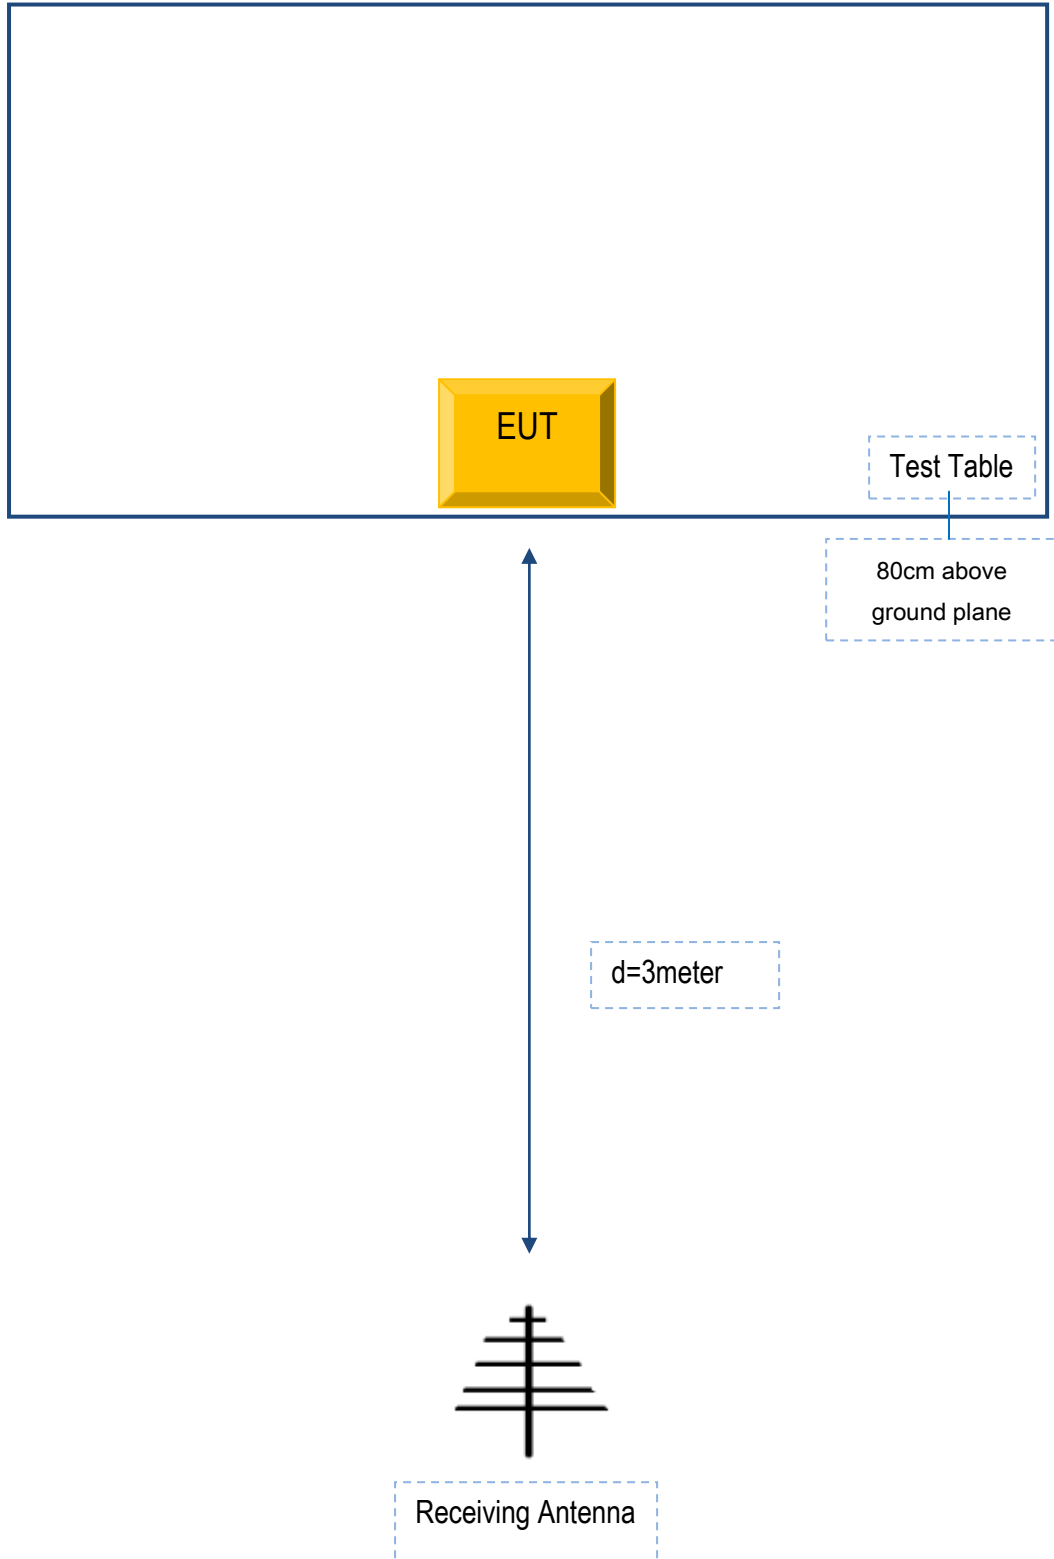 EUT
Test Table
80cm above
ground plane
d=3meter
Receiving Antenna